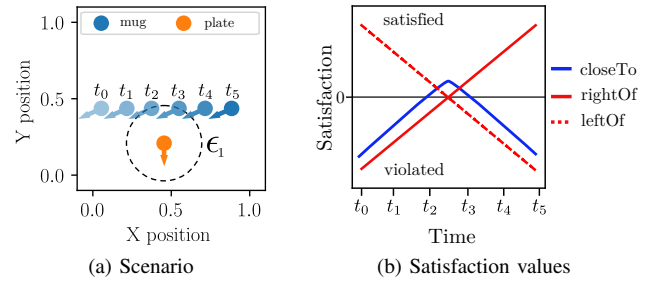 1.0
0.5
0.0
Y position
mug
plate
t₀ t₁ t₂ t₃ t₄ t₅
ϵ₁
0.0 0.5 1.0
X position
(a) Scenario
Satisfaction
0
satisfied
violated
t₀ t₁ t₂ t₃ t₄ t₅
Time
closeTo
rightOf
leftOf
(b) Satisfaction values